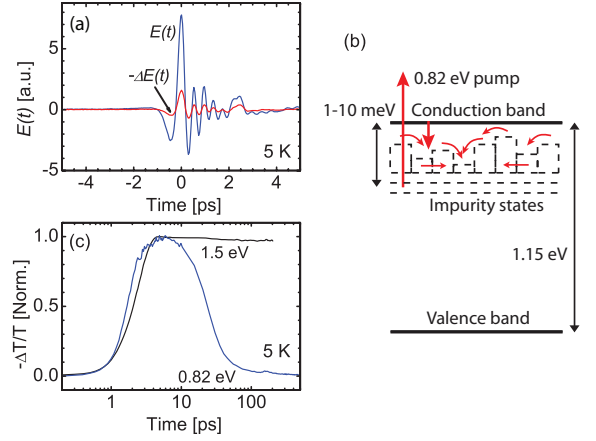 (a)
E(t)
-ΔE(t)
E(t) [a.u.]
5
0
-5
5 K
-4 -2 0 2 4
Time [ps]
(b)
0.82 eV pump
1-10 meV
Conduction band
Impurity states
1.15 eV
Valence band
(c)
1.5 eV
-ΔT/T [Norm.]
1.0
0.5
0.0
5 K
0.82 eV
1 10 100
Time [ps]